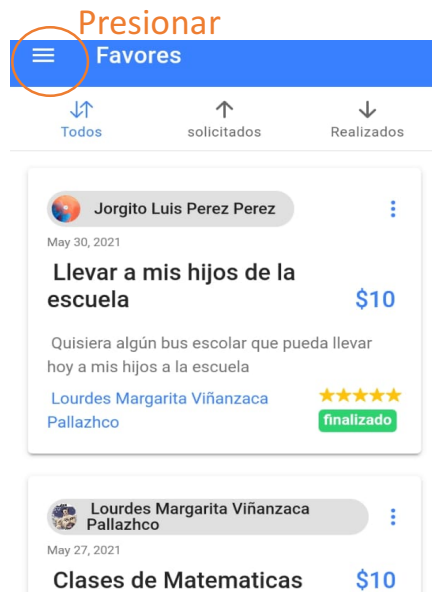 Presionar
Favores
Todos
solicitados
Realizados
Jorgito Luis Perez Perez
May 30, 2021
Llevar a mis hijos de la
escuela
$10
Quisiera algún bus escolar que pueda llevar
hoy a mis hijos a la escuela
Lourdes Margarita Viñanzaca
Pallazhco
finalizado
Lourdes Margarita Viñanzaca
Pallazhco
May 27, 2021
Clases de Matematicas
$10